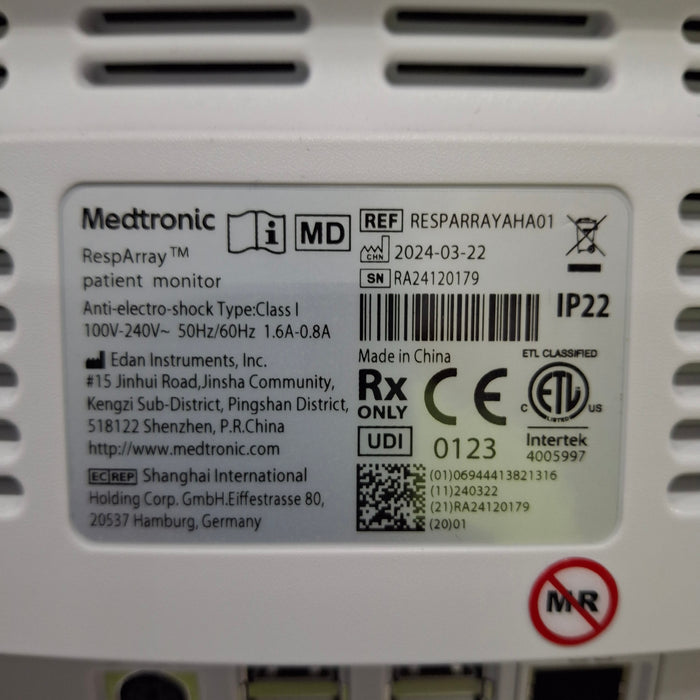 Medtronic
RespArray™
patient monitor
Anti-electro-shock Type:Class I
100V-240V~ 50Hz/60Hz 1.6A-0.8A
Edan Instruments, Inc.
#15 Jinhui Road,Jinsha Community,
Kengzi Sub-District, Pingshan District,
518122 Shenzhen, P.R.China
http://www.medtronic.com
EC REP Shanghai International
Holding Corp. GmbH.Eiffestrasse 80,
20537 Hamburg, Germany
i MD
REF RESPARRAYAHA01
CHN 2024-03-22
SN RA24120179
IP22
Made in China
Rx
ONLY
CE
0123
ETL CLASSIFIED
ETL
LISTED
C US
Intertek
4005997
UDI
(01)06944413821316
(11)240322
(21)RA24120179
(20)01
MR